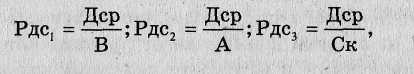 Рдс₁ = Дср/В; Рдс₂ = Дср/А; Рдс₃ = Дср/Ск,